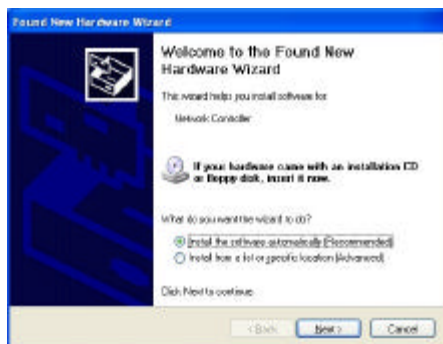 Found New Hardware Wizard
Welcome to the Found New
Hardware Wizard
This wizard helps you install software for:
Network Controller
If your hardware came with an installation CD
or floppy disk, insert it now.
What do you want the wizard to do?
Install the software automatically (Recommended)
Install from a list or specific location (Advanced)
Click Next to continue.
< Back
Next >
Cancel